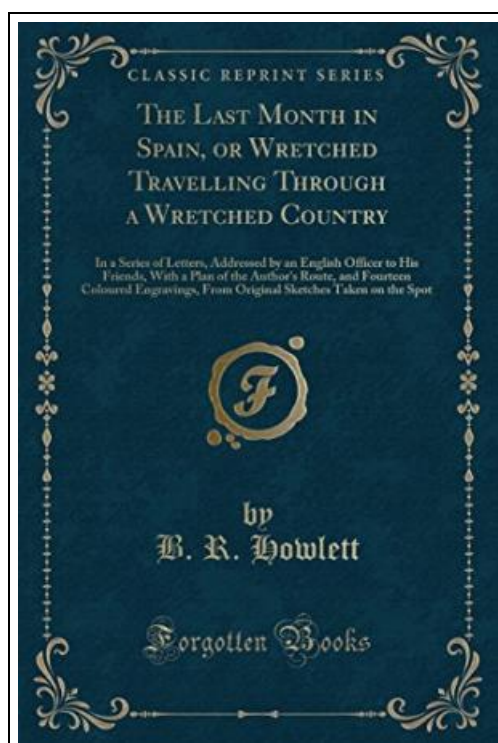 CLASSIC REPRINT SERIES
THE LAST MONTH IN
SPAIN, OR WRETCHED
TRAVELLING THROUGH
A WRETCHED COUNTRY
In a Series of Letters, Addressed by an English Officer to His
Friends, With a Plan of the Author's Route, and Fourteen
Coloured Engravings, From Original Sketches Taken on the Spot
F
by
B. R. Howlett
Forgotten Books